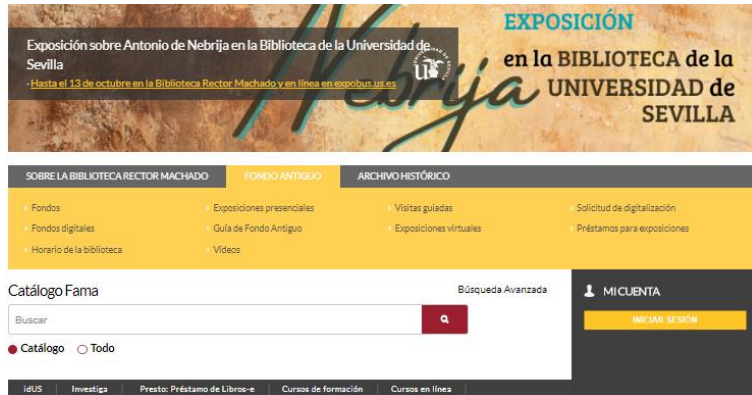 EXPOSICIÓN
en la BIBLIOTECA de la
UNIVERSIDAD de
SEVILLA
Nebrija
Exposición sobre Antonio de Nebrija en la Biblioteca de la Universidad de
Sevilla
- Hasta el 13 de octubre en la Biblioteca Rector Machado y en línea en expobus.us.es
SOBRE LA BIBLIOTECA RECTOR MACHADO FONDO ANTIGUO ARCHIVO HISTÓRICO
Fondos Exposiciones presenciales Visitas guiadas Solicitud de digitalización
Fondos digitales Guía de Fondo Antiguo Exposiciones virtuales Préstamos para exposiciones
Horario de la biblioteca Vídeos
Catálogo Fama Búsqueda Avanzada MI CUENTA
Buscar INICIAR SESIÓN
Catálogo Todo
idUS Investiga Presto: Préstamo de Libros-e Cursos de formación Cursos en línea